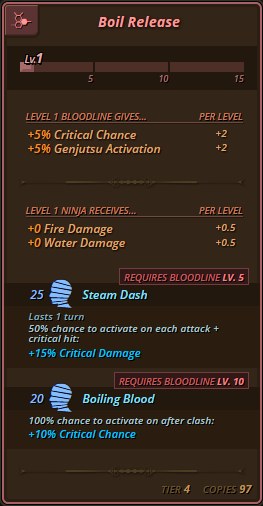 Boil Release
Lv.1
5 10 15
LEVEL 1 BLOODLINE GIVES... PER LEVEL
+5% Critical Chance +2
+5% Genjutsu Activation +2
LEVEL 1 NINJA RECEIVES... PER LEVEL
+0 Fire Damage +0.5
+0 Water Damage +0.5
REQUIRES BLOODLINE LV. 5
25 Steam Dash
Lasts 1 turn
50% chance to activate on each attack +
critical hit:
+15% Critical Damage
REQUIRES BLOODLINE LV. 10
20 Boiling Blood
100% chance to activate on after clash:
+10% Critical Chance
TIER 4 COPIES 97